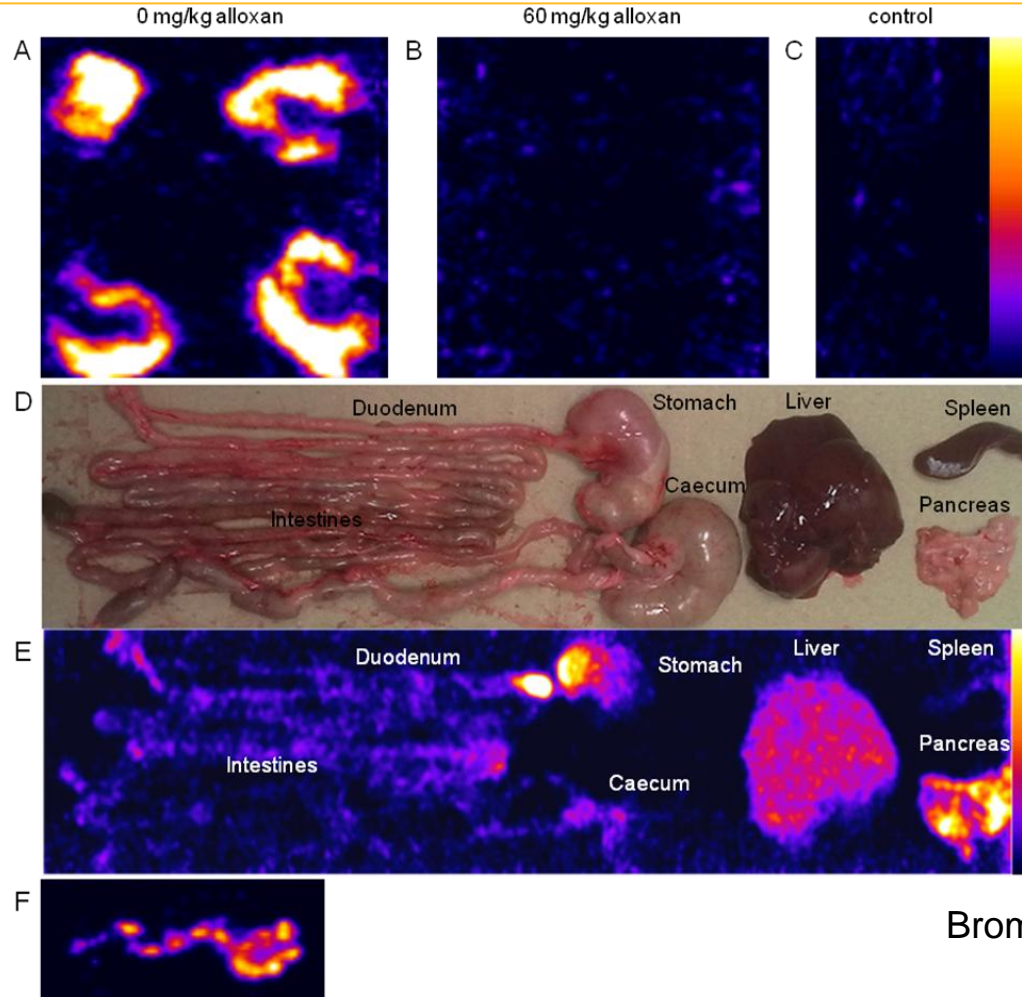 0 mg/kg alloxan 60 mg/kg alloxan control
A B C
D Duodenum Stomach Liver Spleen
Caecum
Pancreas
Intestines
E Duodenum Stomach Liver Spleen
Pancreas
Intestines
Caecum
F
Brom